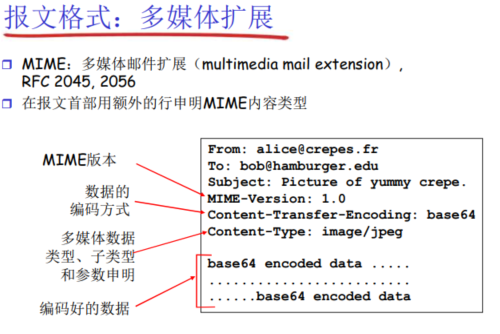 报文格式：多媒体扩展
MIME：多媒体邮件扩展（multimedia mail extension），
RFC 2045, 2056
在报文首部用额外的行申明MIME内容类型
MIME版本
数据的
编码方式
多媒体数据
类型、子类型
和参数申明
编码好的数据
From: alice@crepes.fr
To: bob@hamburger.edu
Subject: Picture of yummy crepe.
MIME-Version: 1.0
Content-Transfer-Encoding: base64
Content-Type: image/jpeg
base64 encoded data .....
.........................
......base64 encoded data